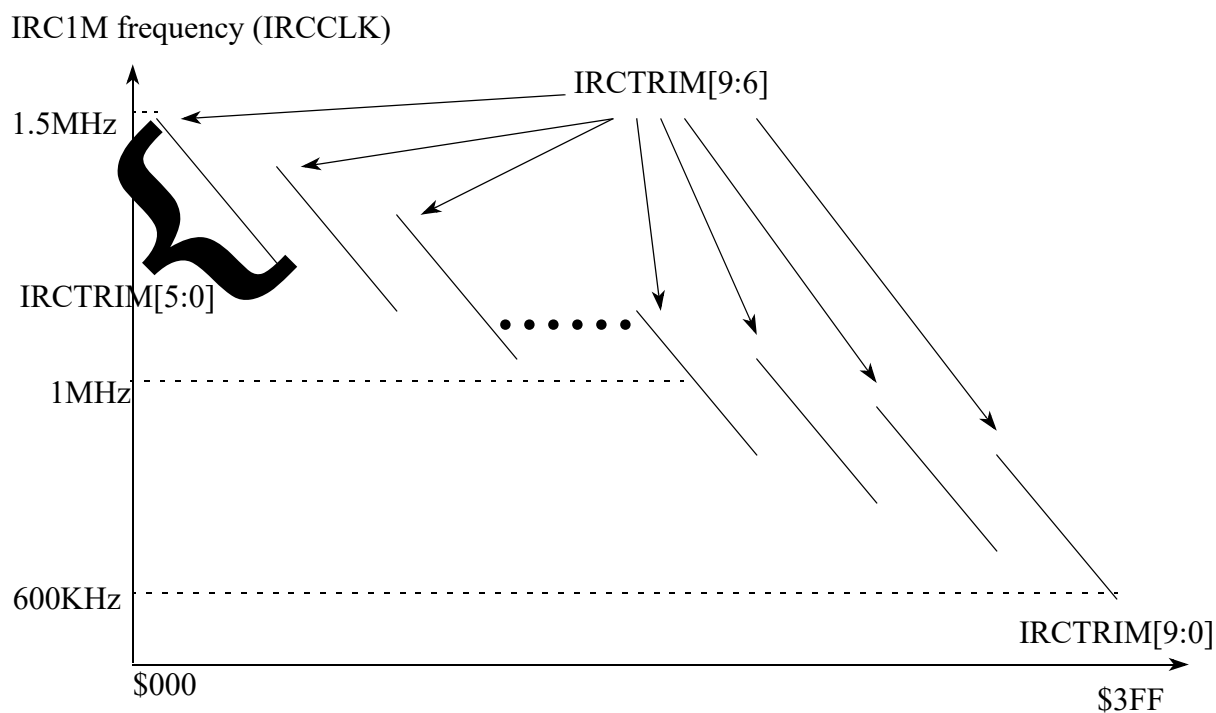 IRC1M frequency (IRCCLK)
IRCTRIM[9:6]
1.5MHz
IRCTRIM[5:0]
1MHz
600KHz
IRCTRIM[9:0]
$000
$3FF